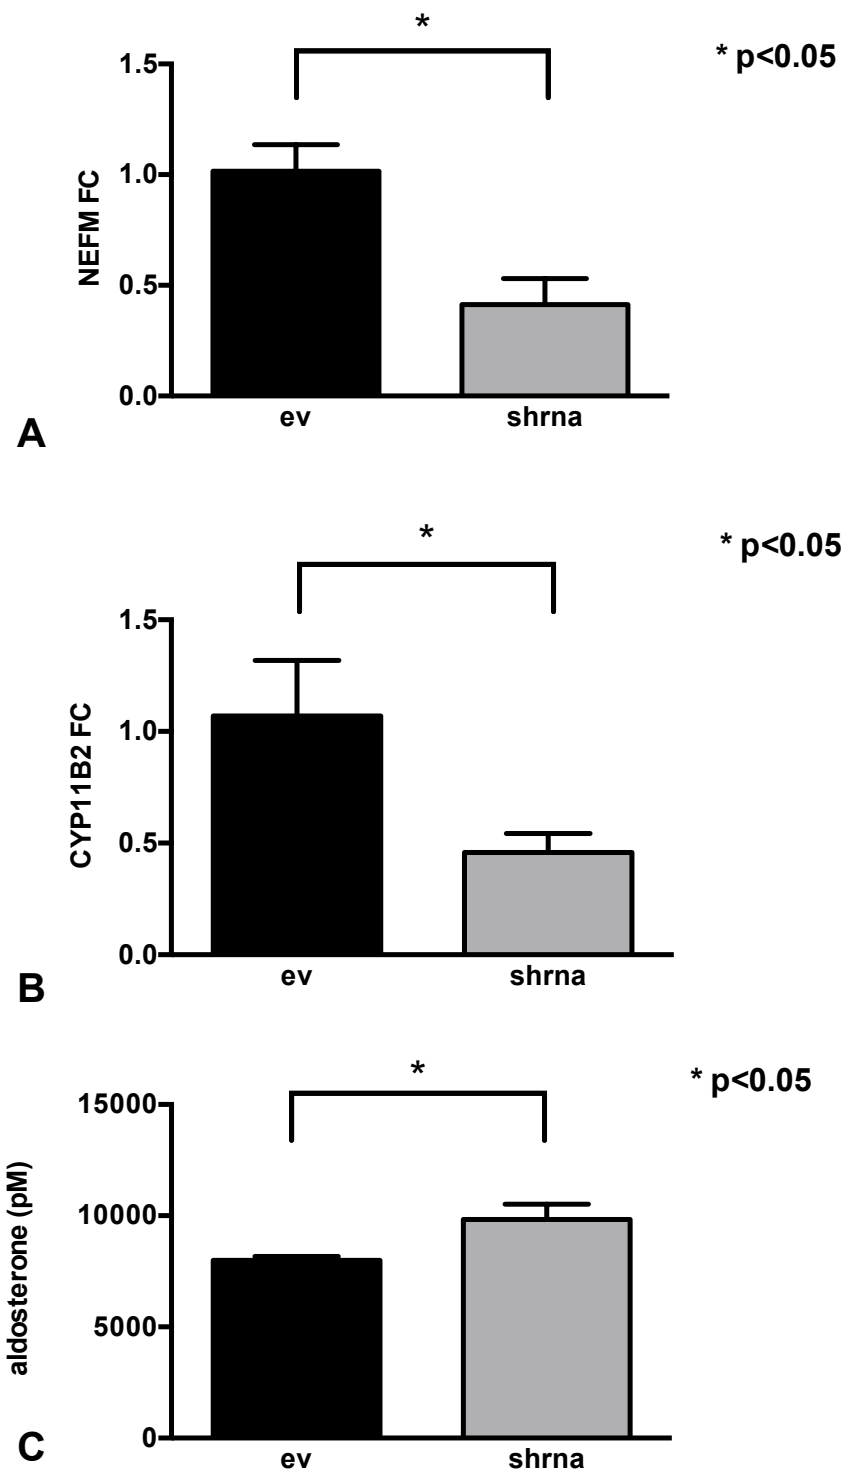 *
* p<0.05
1.5
1.0
NEFM FC
0.5
0.0
ev shrna
A
*
* p<0.05
1.5
1.0
CYP11B2 FC
0.5
0.0
ev shrna
B
*
* p<0.05
15000
10000
aldosterone (pM)
5000
0
ev shrna
C